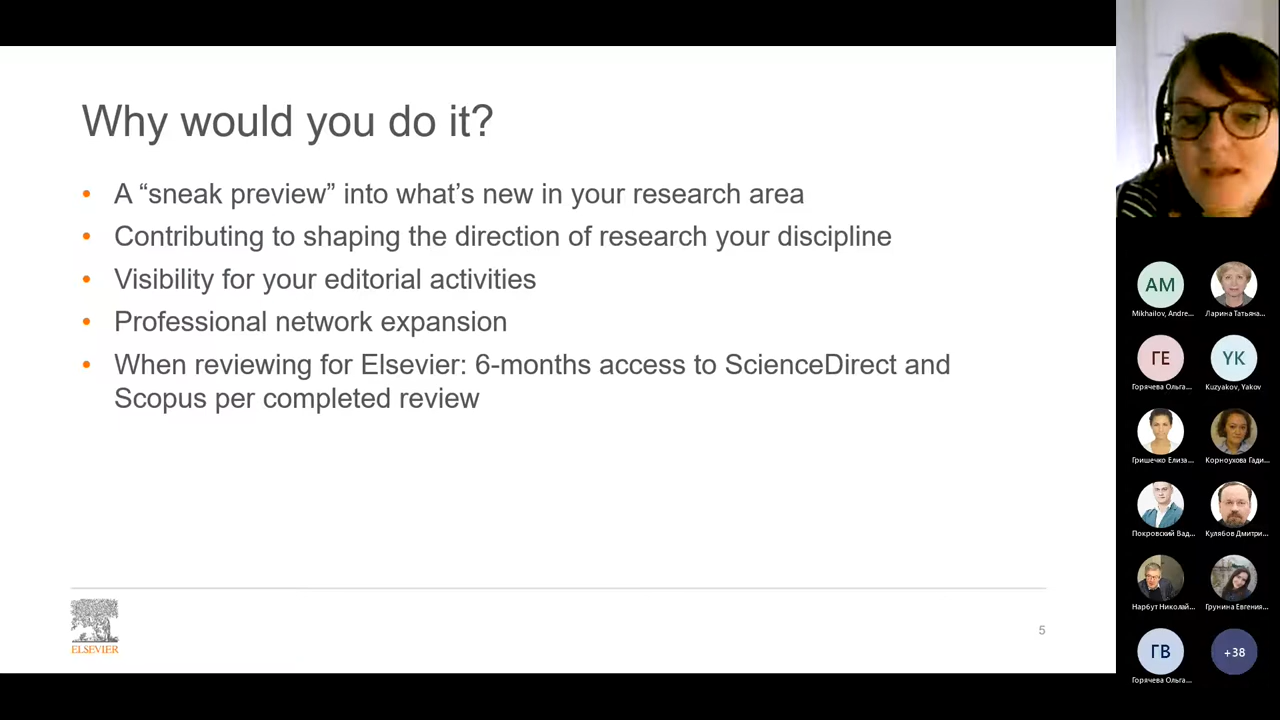 Why would you do it?
• A “sneak preview” into what’s new in your research area
• Contributing to shaping the direction of research your discipline
• Visibility for your editorial activities
• Professional network expansion
• When reviewing for Elsevier: 6-months access to ScienceDirect and
Scopus per completed review
ELSEVIER
5
AM
Mikhailov, Andre...
Ларина Татьяна...
ГЕ
Горячева Ольга...
YK
Kuzyakov, Yakov
Гришечко Елиза...
Корноухова Гади...
Покровский Вад...
Кулябов Дмитри...
Нарбут Николай...
Грунина Евгения...
ГВ
Горячева Ольга...
+38